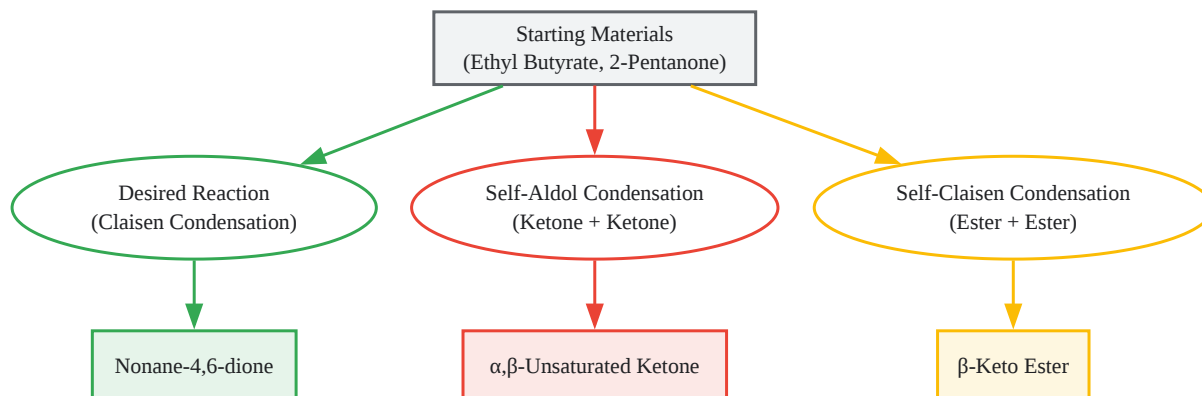 Starting Materials
(Ethyl Butyrate, 2-Pentanone)
Desired Reaction
(Claisen Condensation)
Self-Aldol Condensation
(Ketone + Ketone)
Self-Claisen Condensation
(Ester + Ester)
Nonane-4,6-dione
α,β-Unsaturated Ketone
β-Keto Ester